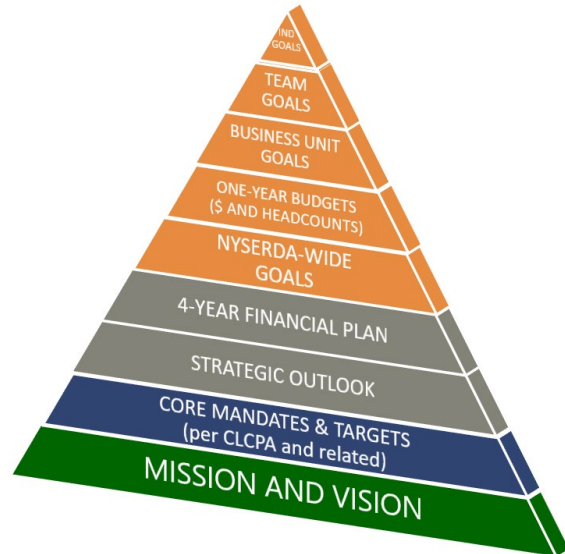 IND
GOALS
TEAM
GOALS
BUSINESS UNIT
GOALS
ONE-YEAR BUDGETS
($ AND HEADCOUNTS)
NYSERDA-WIDE
GOALS
4-YEAR FINANCIAL PLAN
STRATEGIC OUTLOOK
CORE MANDATES & TARGETS
(per CLCPA and related)
MISSION AND VISION